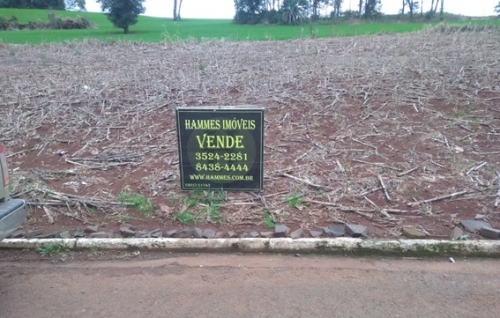 HAMMES IMÓVEIS
VENDE
3524-2281
8438-4444
WWW.HAMMES.COM.BR